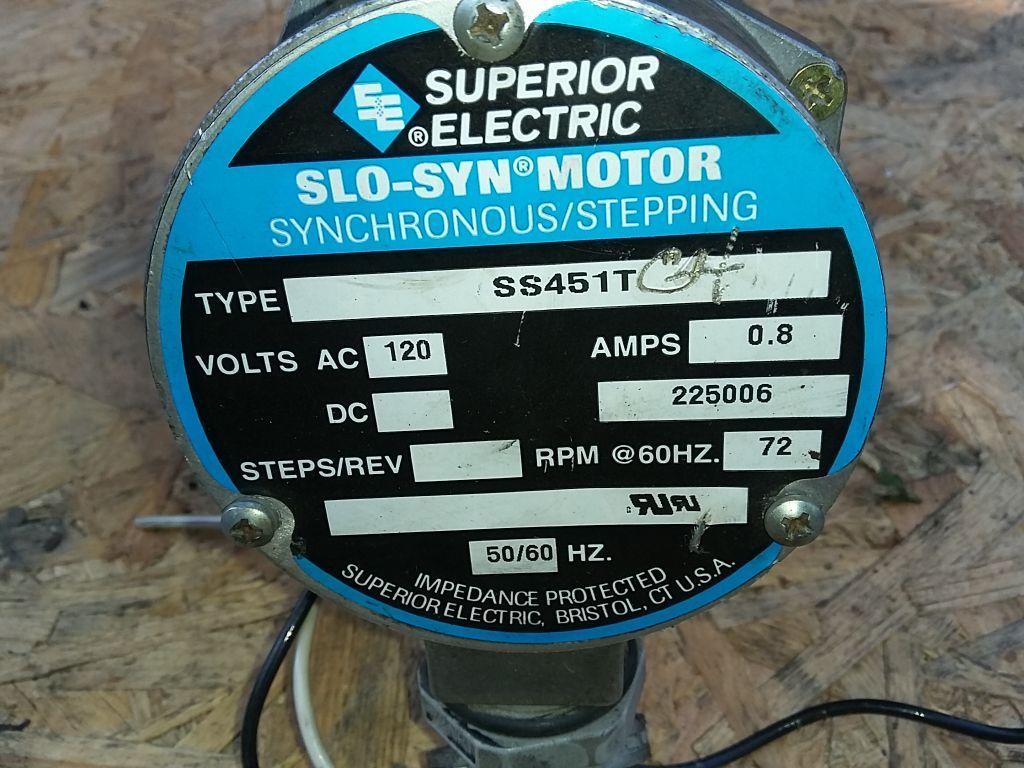 SUPERIOR
® ELECTRIC
SLO-SYN® MOTOR
SYNCHRONOUS/STEPPING
TYPE SS451T
VOLTS AC 120 AMPS 0.8
DC 225006
STEPS/REV RPM @ 60HZ. 72
50/60 HZ.
IMPEDANCE PROTECTED
SUPERIOR ELECTRIC, BRISTOL, CT U.S.A.